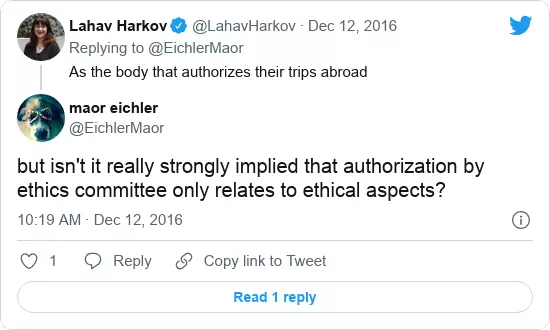 Lahav Harkov @LahavHarkov · Dec 12, 2016
Replying to @EichlerMaor
As the body that authorizes their trips abroad
maor eichler
@EichlerMaor
but isn't it really strongly implied that authorization by
ethics committee only relates to ethical aspects?
10:19 AM · Dec 12, 2016
1 Reply Copy link to Tweet
Read 1 reply